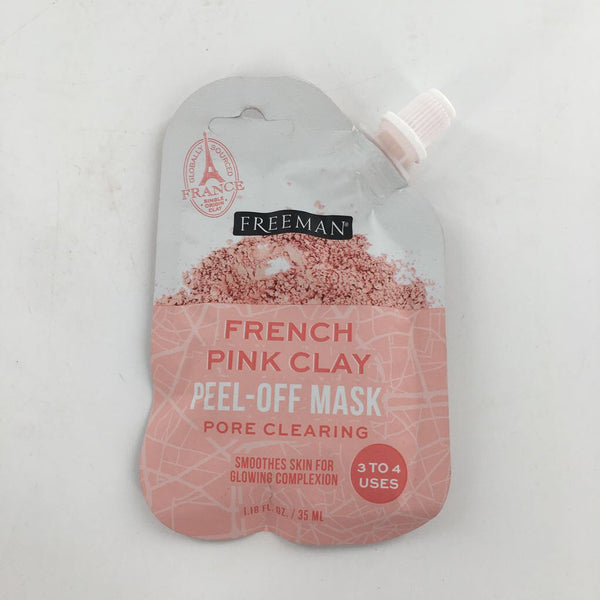 GLOBALLY SOURCED
FRANCE
SINGLE
ORIGIN
CLAY
FREEMAN®
FRENCH
PINK CLAY
PEEL-OFF MASK
PORE CLEARING
SMOOTHES SKIN FOR
GLOWING COMPLEXION
3 TO 4
USES
1.18 FL. OZ. / 35 ML